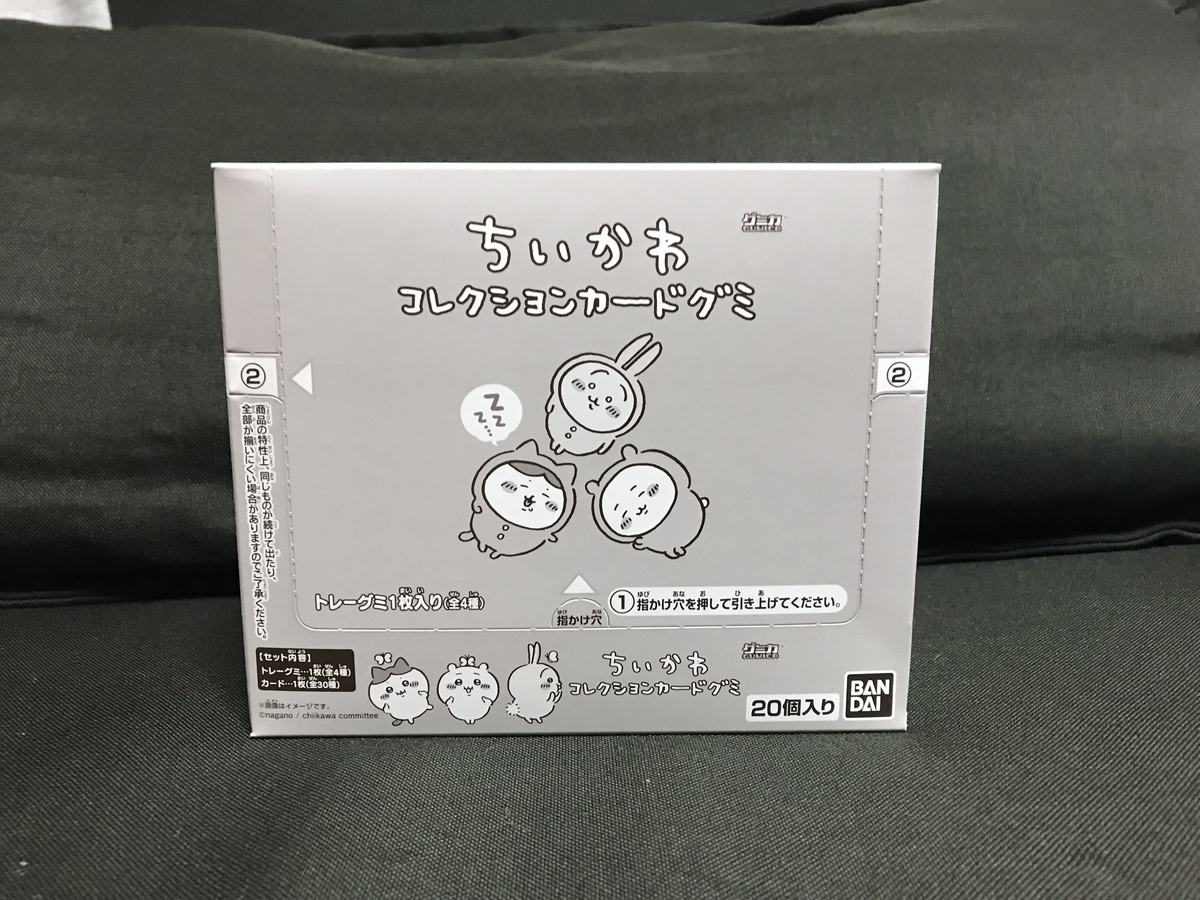 グミカ
GUMICA
ちいかわ
コレクションカードグミ
②
②
商品の特性上、同じものが続けて出たり、
全部が揃いにくい場合がありますのでご了承ください。
Z
Z Z
トレーグミ1枚入り(全4種)
指かけ穴
①指かけ穴を押して引き上げてください。
【セット内容】
トレーグミ…1枚(全4種)
カード…1枚(全30種)
※画像はイメージです。
©nagano / chiikawa committee
ちいかわ
コレクションカードグミ
グミカ
GUMICA
20個入り
BAN
DAI